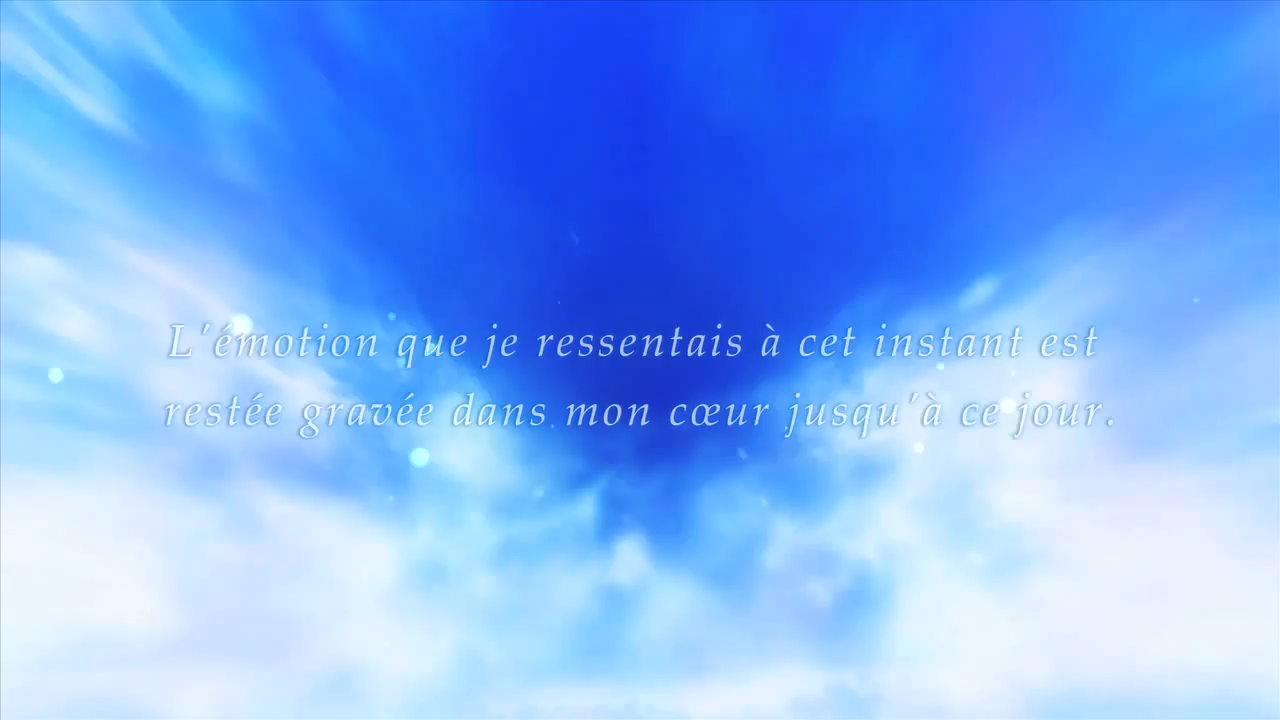 L'émotion que je ressentais à cet instant est
restée gravée dans mon cœur jusqu'à ce jour.